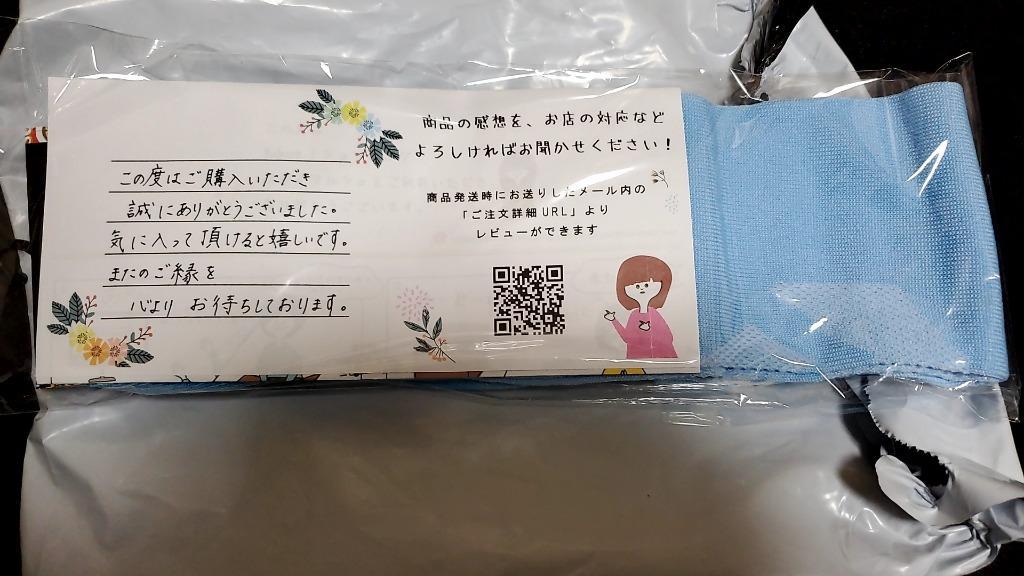 この度はご購入いただき
誠にありがとうございました。
気に入って頂けると嬉しいです。
またのご縁を
心より お待ちしております。
商品の感想を、お店の対応など
よろしければお聞かせください！
商品発送時にお送りしたメール内の
「ご注文詳細URL」より
レビューができます